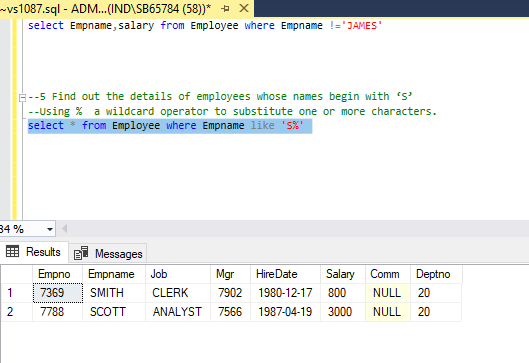 ~vs1087.sql - ADM...(IND\SB65784 (58))*
select Empname,salary from Employee where Empname !='JAMES'
--5 Find out the details of employees whose names begin with ‘S’
--Using %  a wildcard operator to substitute one or more characters.
select * from Employee where Empname like 'S%'
84 %
Results Messages
Empno Empname Job Mgr HireDate Salary Comm Deptno
1 7369 SMITH CLERK 7902 1980-12-17 800 NULL 20
2 7788 SCOTT ANALYST 7566 1987-04-19 3000 NULL 20